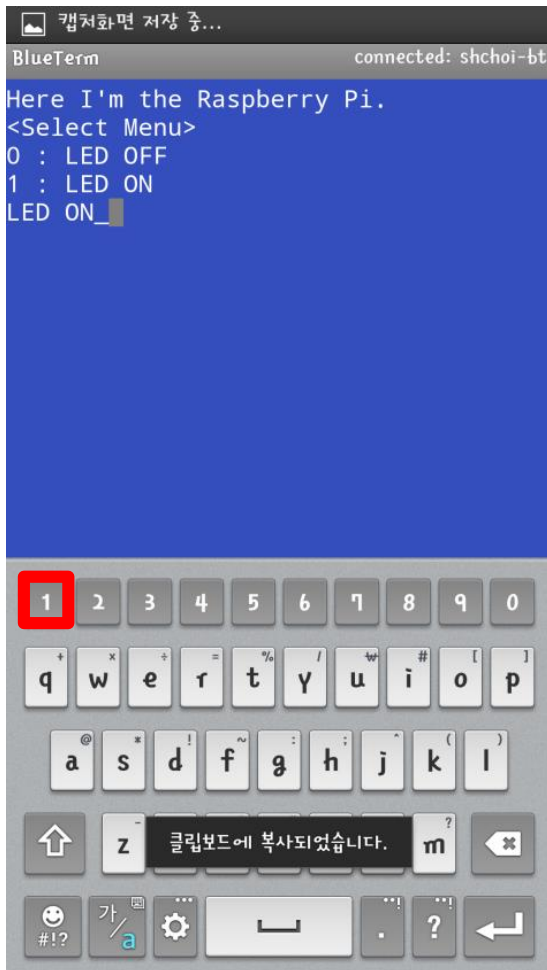 캡처화면 저장 중...
BlueTerm connected: shchoi-bt
Here I'm the Raspberry Pi.
<Select Menu>
0 : LED OFF
1 : LED ON
LED ON_
1 2 3 4 5 6 7 8 9 0
+ × ÷ = % / ₩ # [ ]
q w e r t y u i o p
@ * ! ~ : ; ^ ( )
a s d f g h j k l
- ?
z 클립보드에 복사되었습니다. m
#!? 가/a . ?